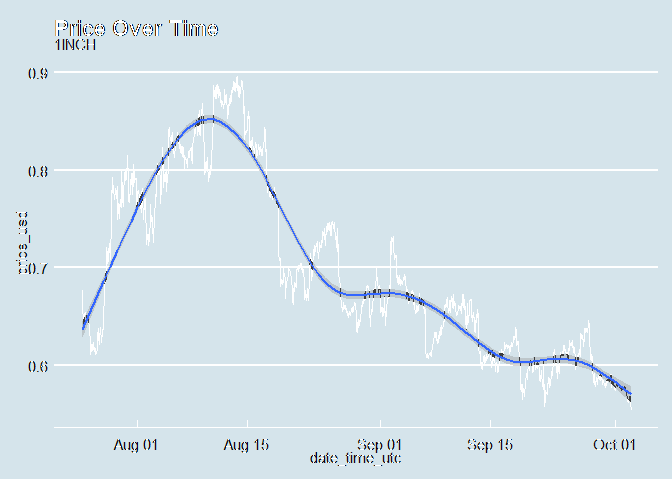 Price Over Time
1INCH
0.9
0.8
0.7
0.6
price_usd
Aug 01 Aug 15 Sep 01 Sep 15 Oct 01
date_time_utc